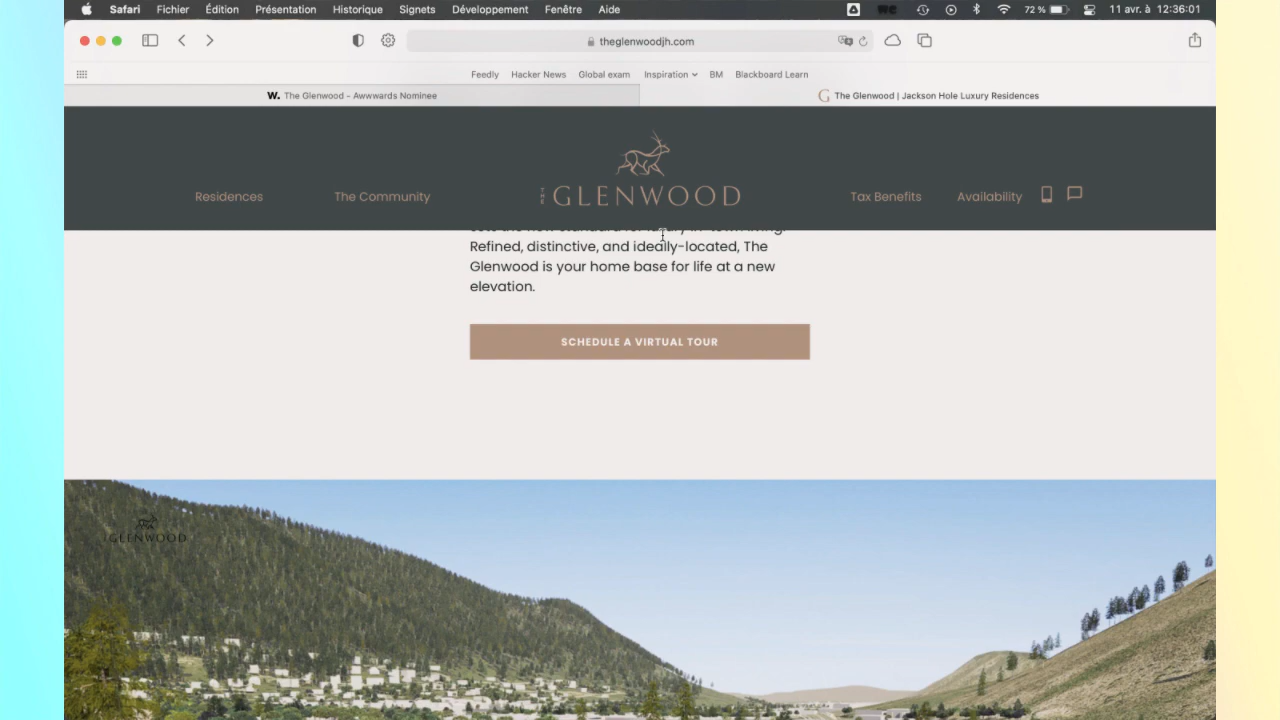 Safari Fichier Édition Présentation Historique Signets Développement Fenêtre Aide 72 % 11 avr. à 12:36:01
theglenwoodjh.com
Feedly Hacker News Global exam Inspiration BM Blackboard Learn
W. The Glenwood - Awwwards Nominee
G The Glenwood | Jackson Hole Luxury Residences
Residences The Community THE GLENWOOD Tax Benefits Availability
Refined, distinctive, and ideally-located, The
Glenwood is your home base for life at a new
elevation.
SCHEDULE A VIRTUAL TOUR
THE GLENWOOD